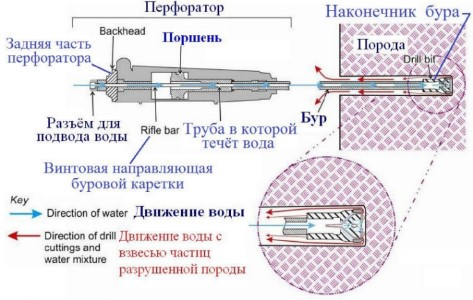 Перфоратор
Наконечник бура
Backhead
Поршень
Порода
Задняя часть
перфоратора
Drill bit
Разъём для
подвода воды
Rifle bar
Труба в которой
течёт вода
Бур
Винтовая направляющая
буровой каретки
Key
Direction of water
Движение воды
Direction of drill
cuttings and
water mixture
Движение воды с
взвесью частиц
разрушенной породы